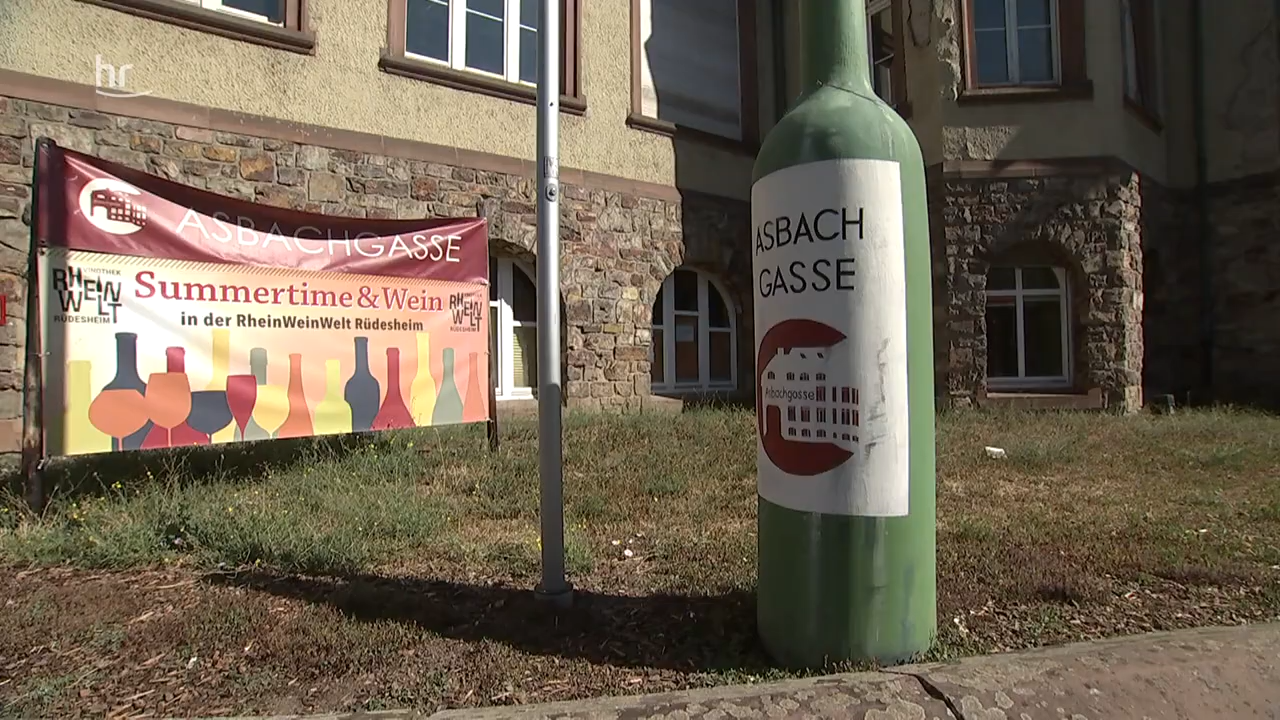 hr
ASBACHGASSE
VINOTHEK
RHEIN
WELT
RÜDESHEIM
Summertime & Wein
in der RheinWeinWelt Rüdesheim
RHEIN
WELT
RÜDESHEIM
ASBACH
GASSE
Asbachgasse